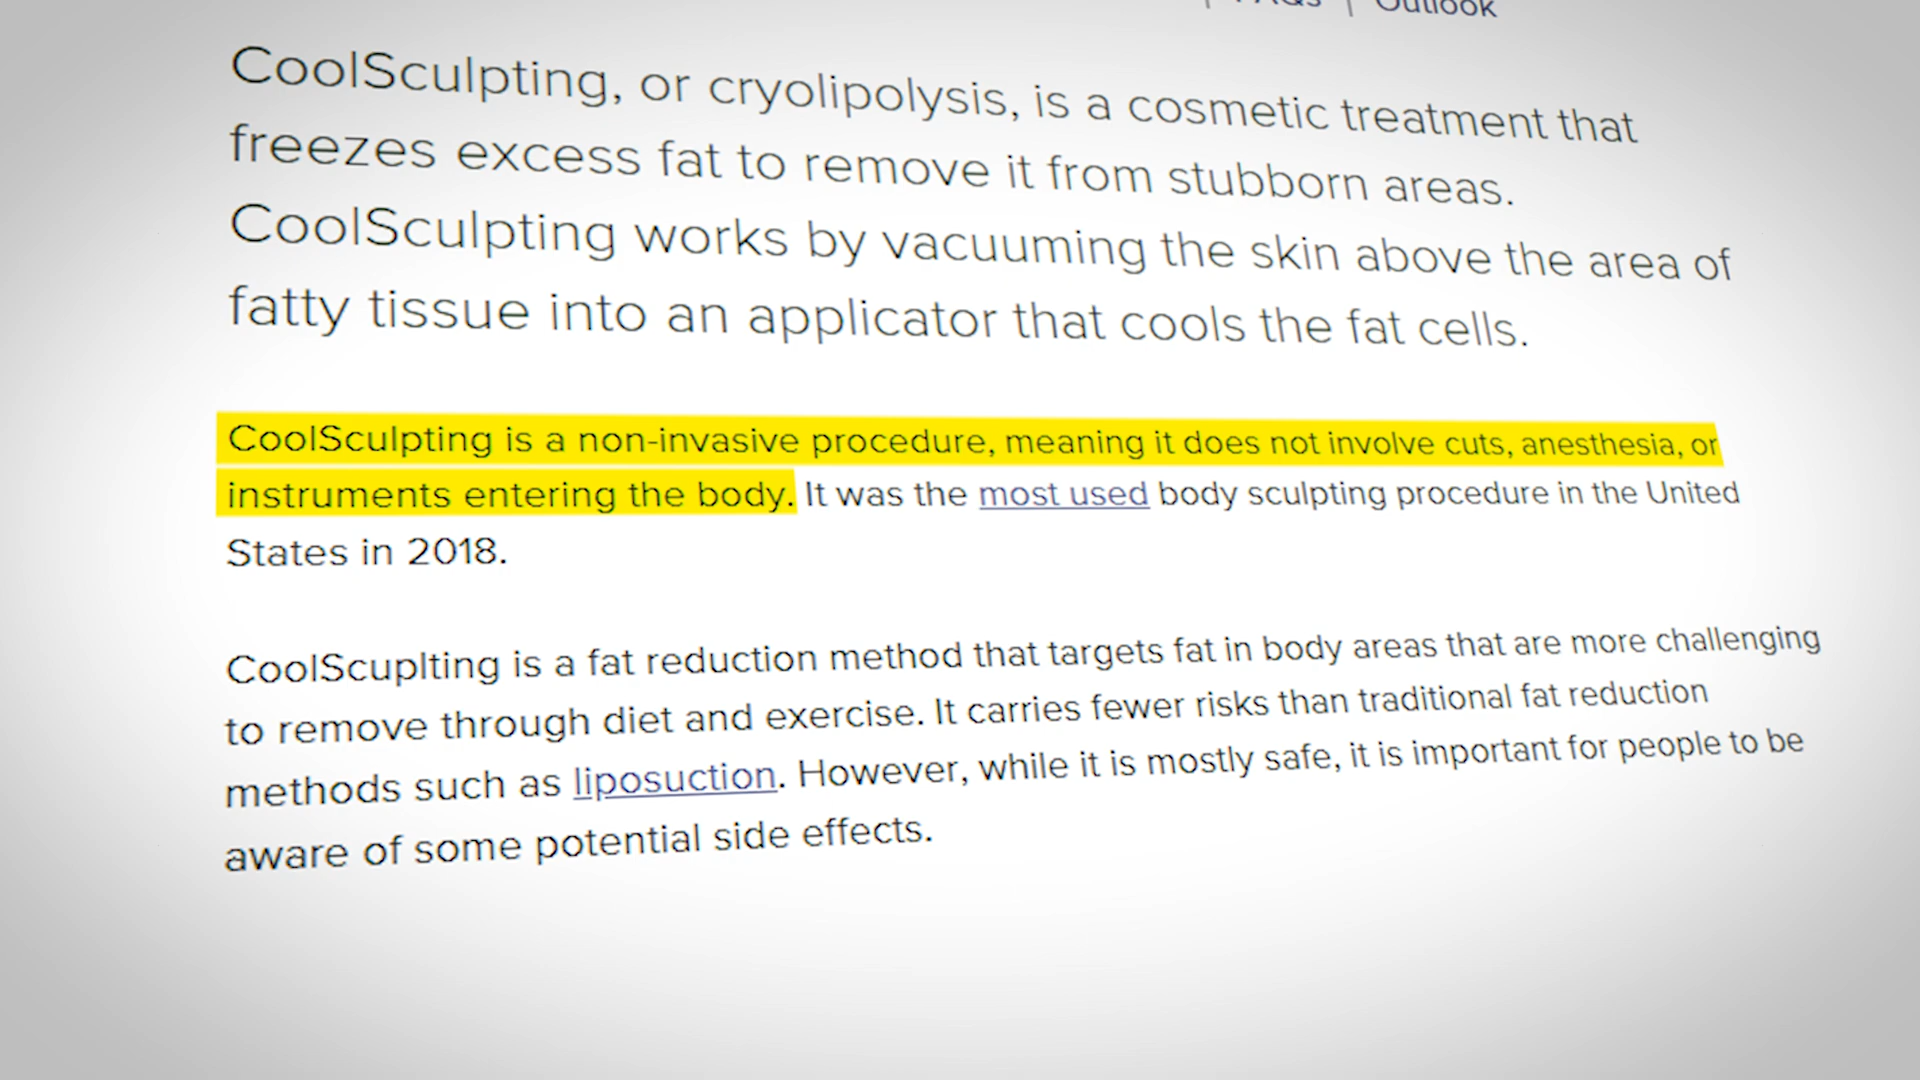 | FAQs | Outlook
CoolSculpting, or cryolipolysis, is a cosmetic treatment that
freezes excess fat to remove it from stubborn areas.
CoolSculpting works by vacuuming the skin above the area of
fatty tissue into an applicator that cools the fat cells.
CoolSculpting is a non-invasive procedure, meaning it does not involve cuts, anesthesia, or
instruments entering the body. It was the most used body sculpting procedure in the United
States in 2018.
CoolScuplting is a fat reduction method that targets fat in body areas that are more challenging
to remove through diet and exercise. It carries fewer risks than traditional fat reduction
methods such as liposuction. However, while it is mostly safe, it is important for people to be
aware of some potential side effects.